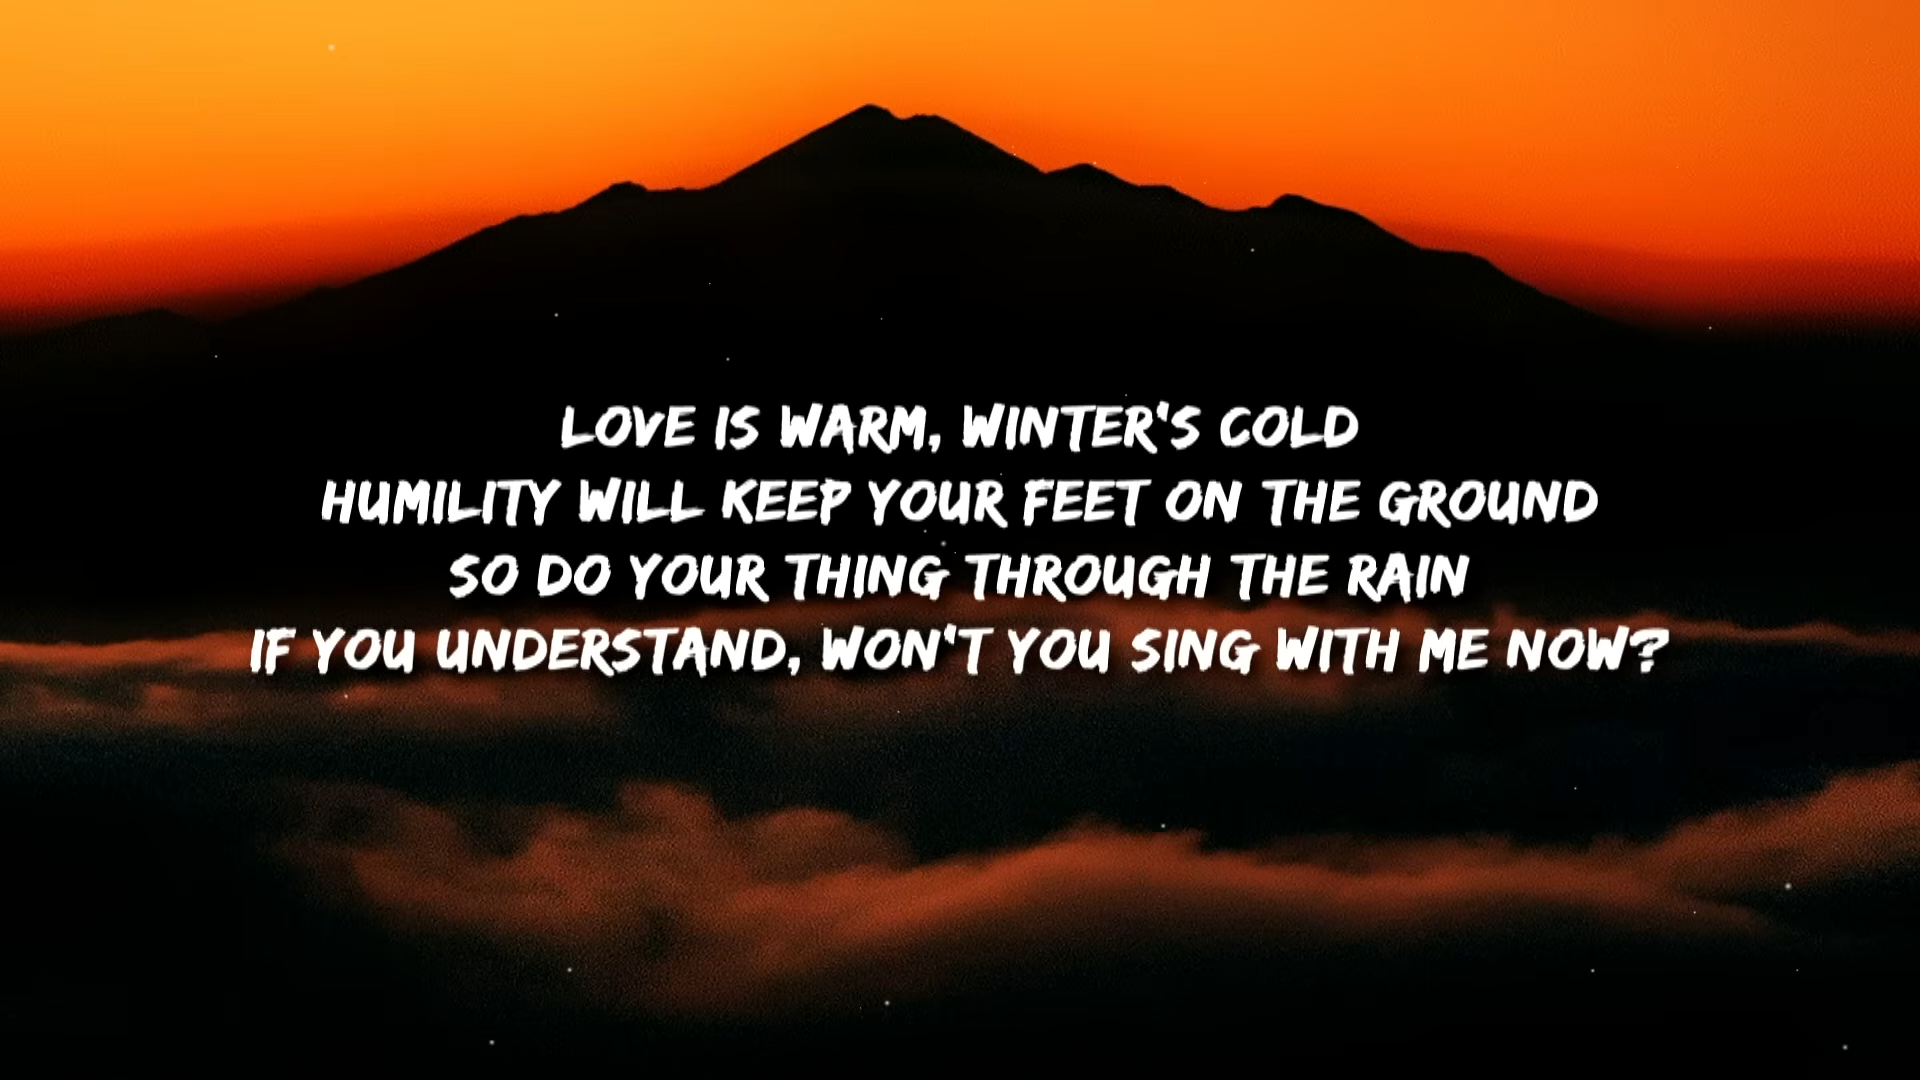 LOVE IS WARM, WINTER'S COLD
HUMILITY WILL KEEP YOUR FEET ON THE GROUND
SO DO YOUR THING THROUGH THE RAIN
IF YOU UNDERSTAND, WON'T YOU SING WITH ME NOW?